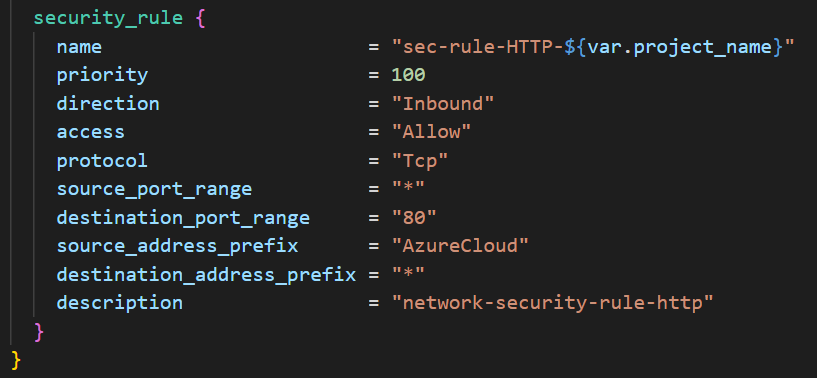 security_rule {
name = "sec-rule-HTTP-${var.project_name}"
priority = 100
direction = "Inbound"
access = "Allow"
protocol = "Tcp"
source_port_range = "*"
destination_port_range = "80"
source_address_prefix = "AzureCloud"
destination_address_prefix = "*"
description = "network-security-rule-http"
}
}